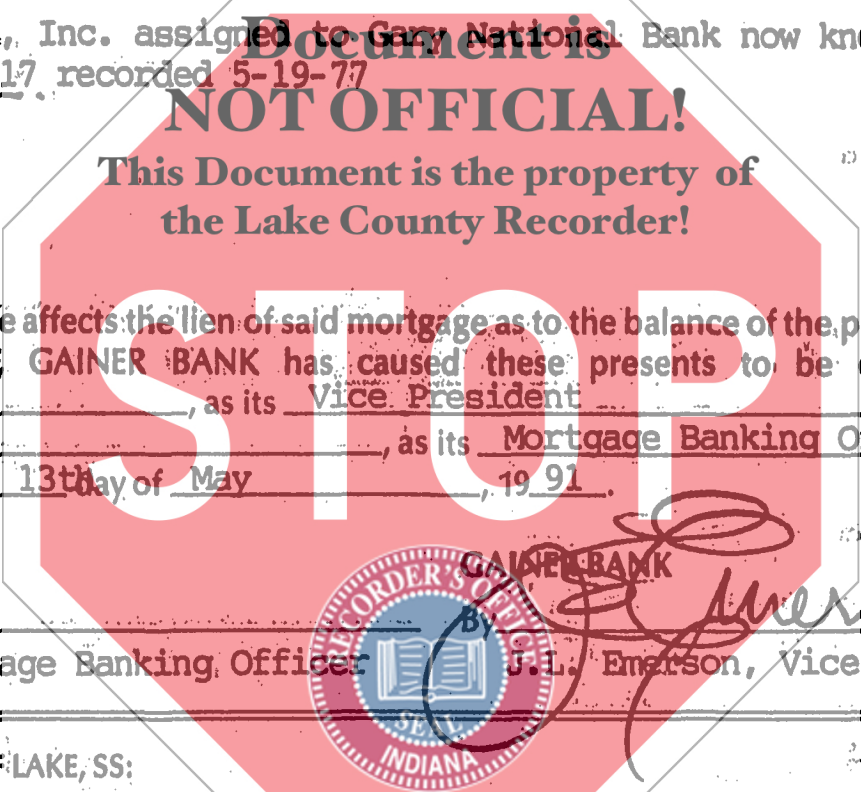 , Inc. assigned to Gary National Bank now kn
17 recorded 5-19-77
Document is
NOT OFFICIAL!
This Document is the property of
the Lake County Recorder!
STOP
e affects the lien of said mortgage as to the balance of the p
GAINER BANK has caused these presents to be
, as its Vice President
, as its Mortgage Banking O
13th day of May , 19 91 .
GAINER BANK
By
age Banking Officer J.L. Emerson, Vice
RECORDER'S OFFICE
SEAL
INDIANA
LAKE, SS: